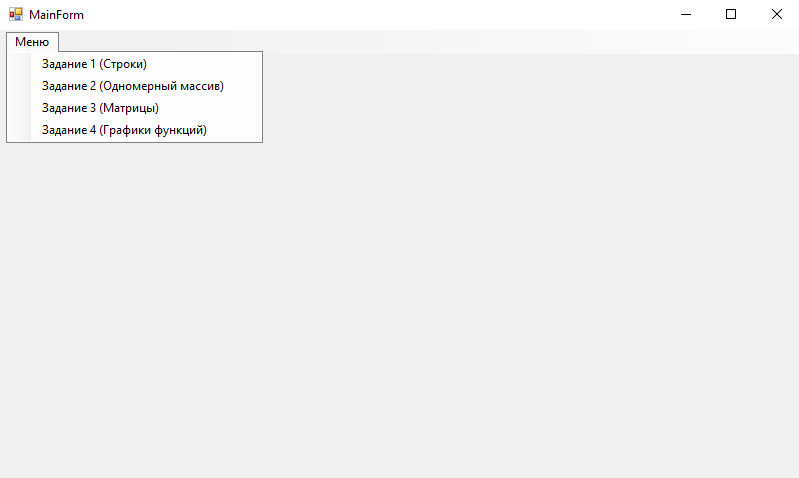 MainForm
Меню
Задание 1 (Строки)
Задание 2 (Одномерный массив)
Задание 3 (Матрицы)
Задание 4 (Графики функций)